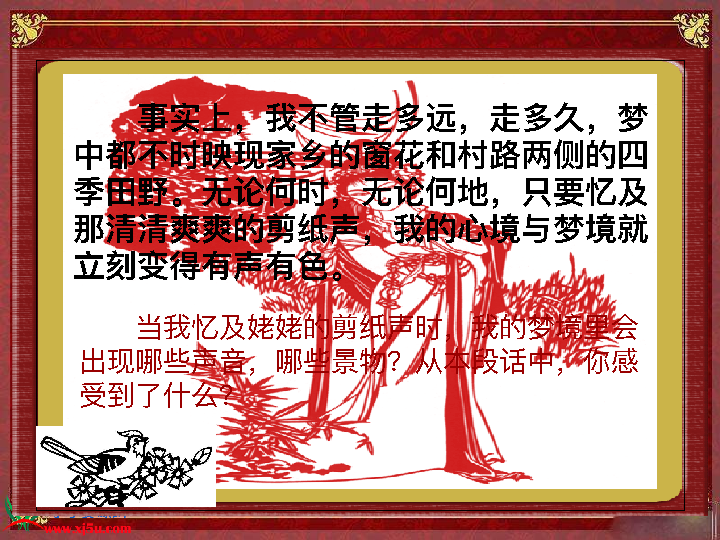 事实上，我不管走多远，走多久，梦
中都不时映现家乡的窗花和村路两侧的四
季田野。无论何时，无论何地，只要忆及
那清清爽爽的剪纸声，我的心境与梦境就
立刻变得有声有色。
当我忆及姥姥的剪纸声时，我的梦境里会
出现哪些声音，哪些景物？从本段话中，你感
受到了什么？
www.xj5u.com